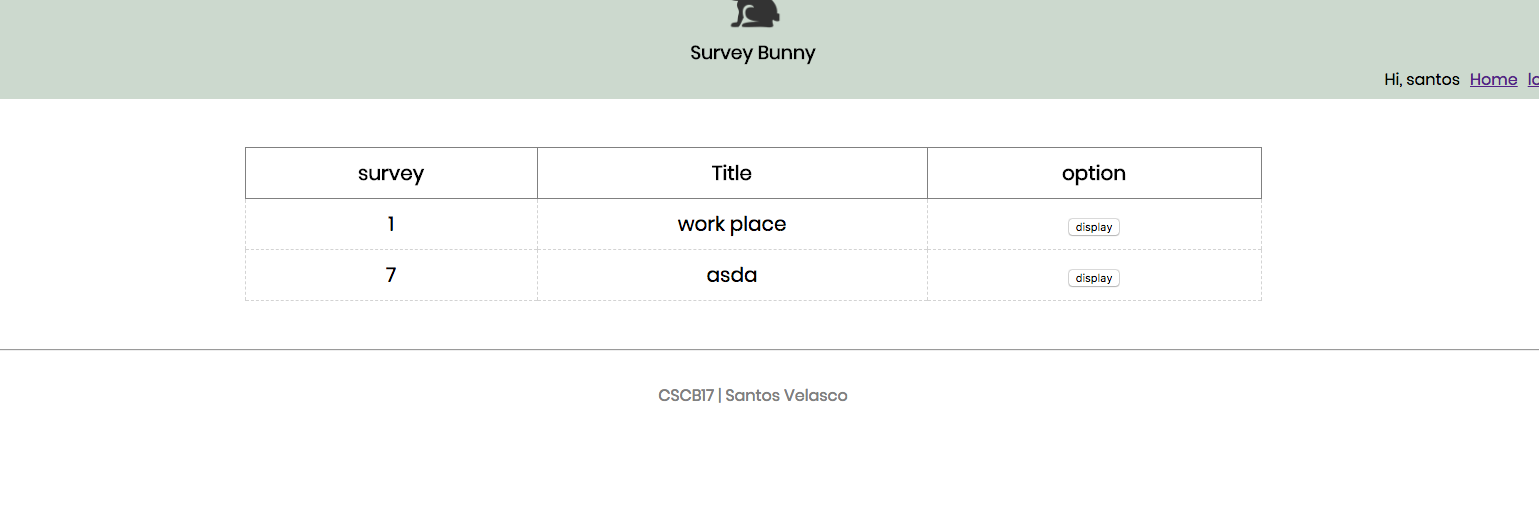 Survey Bunny
Hi, santos Home
survey Title option
1 work place display
7 asda display
CSCB17 | Santos Velasco